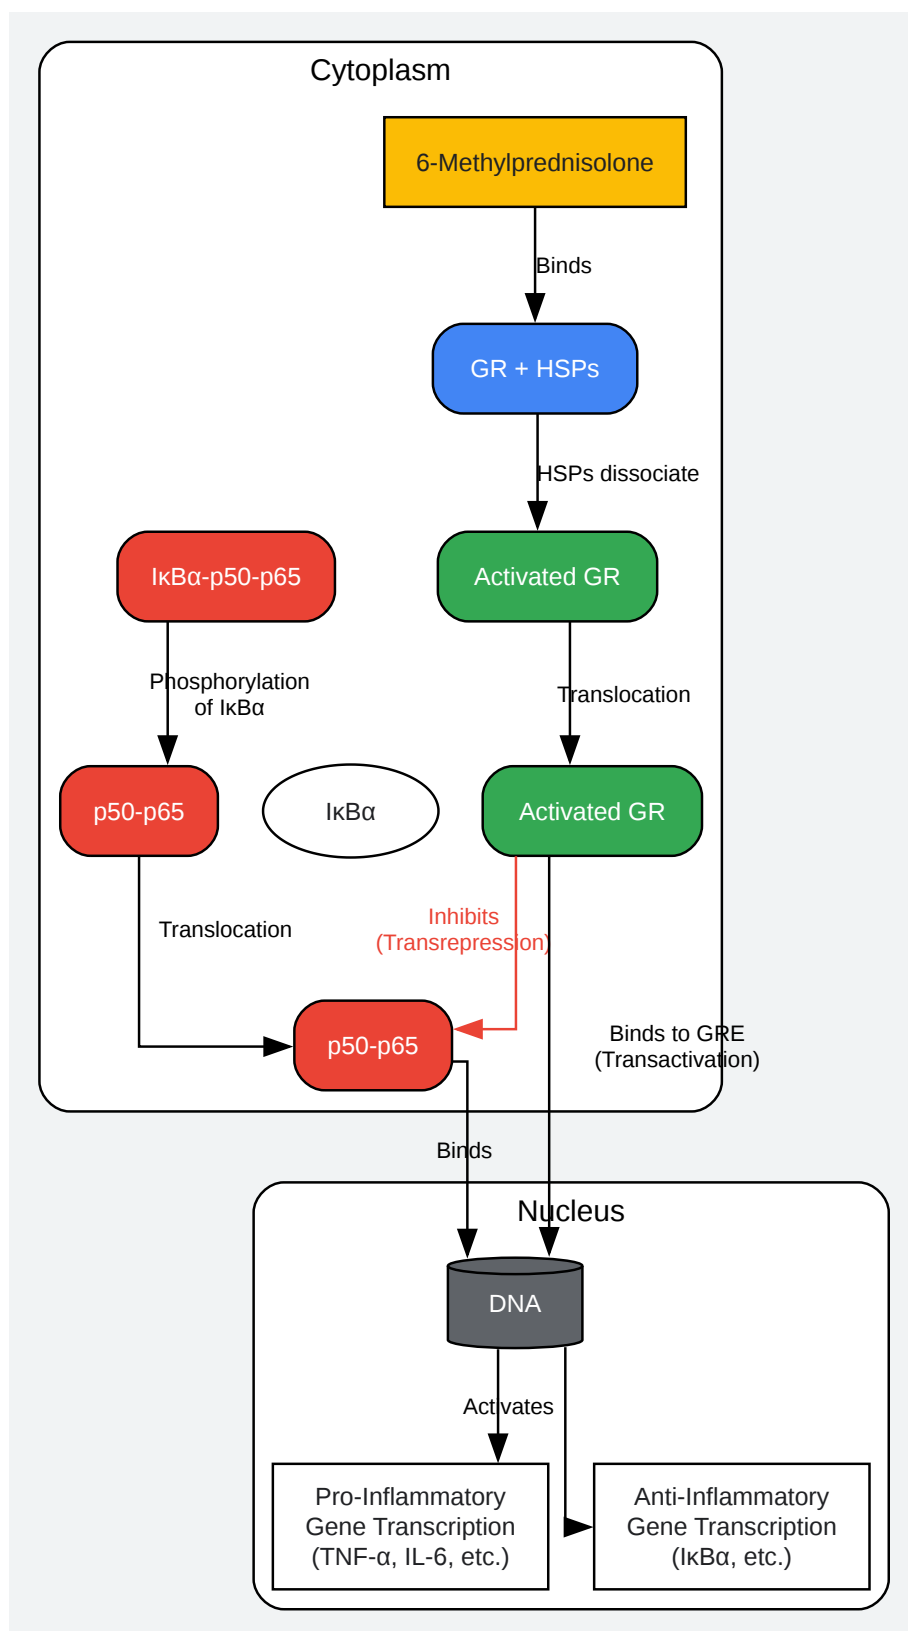 Cytoplasm
6-Methylprednisolone
Binds
GR + HSPs
HSPs dissociate
IκBα-p50-p65
Activated GR
Phosphorylation
of IκBα
Translocation
p50-p65
IκBα
Activated GR
Translocation
Inhibits
(Transrepression)
p50-p65
Binds to GRE
(Transactivation)
Binds
Nucleus
DNA
Activates
Pro-Inflammatory
Gene Transcription
(TNF-α, IL-6, etc.)
Anti-Inflammatory
Gene Transcription
(IκBα, etc.)